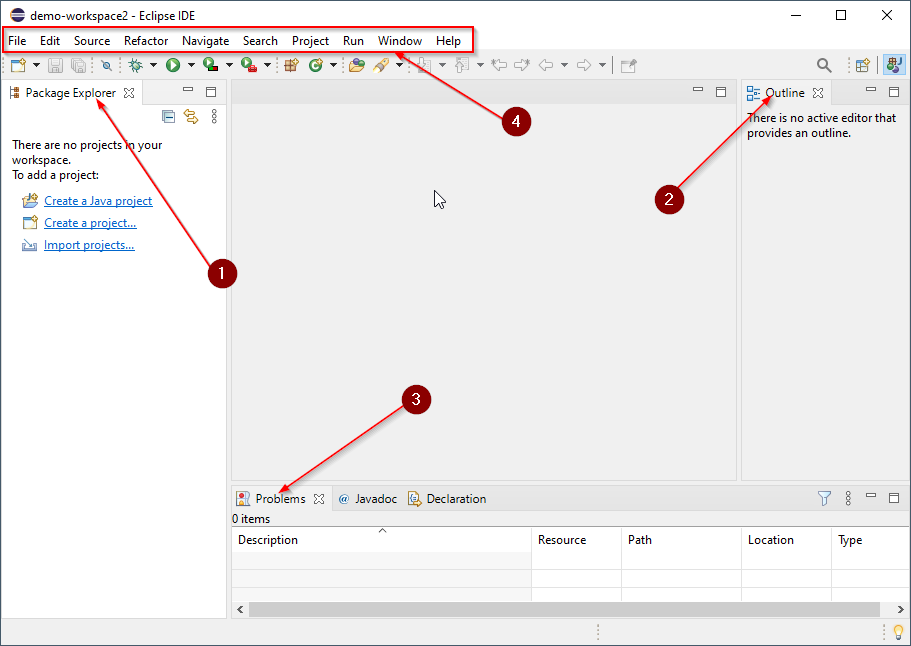 demo-workspace2 - Eclipse IDE
File Edit Source Refactor Navigate Search Project Run Window Help
Package Explorer
There are no projects in your
workspace.
To add a project:
Create a Java project
Create a project...
Import projects...
1
4
2
Outline
There is no active editor that
provides an outline.
3
Problems @ Javadoc Declaration
0 items
Description Resource Path Location Type